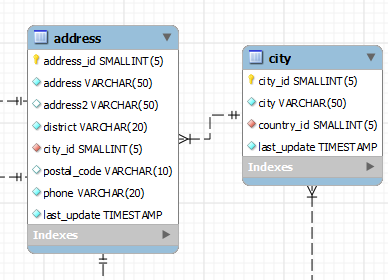 address
address_id SMALLINT(5)
address VARCHAR(50)
address2 VARCHAR(50)
district VARCHAR(20)
city_id SMALLINT(5)
postal_code VARCHAR(10)
phone VARCHAR(20)
last_update TIMESTAMP
Indexes
city
city_id SMALLINT(5)
city VARCHAR(50)
country_id SMALLINT(5)
last_update TIMESTAMP
Indexes